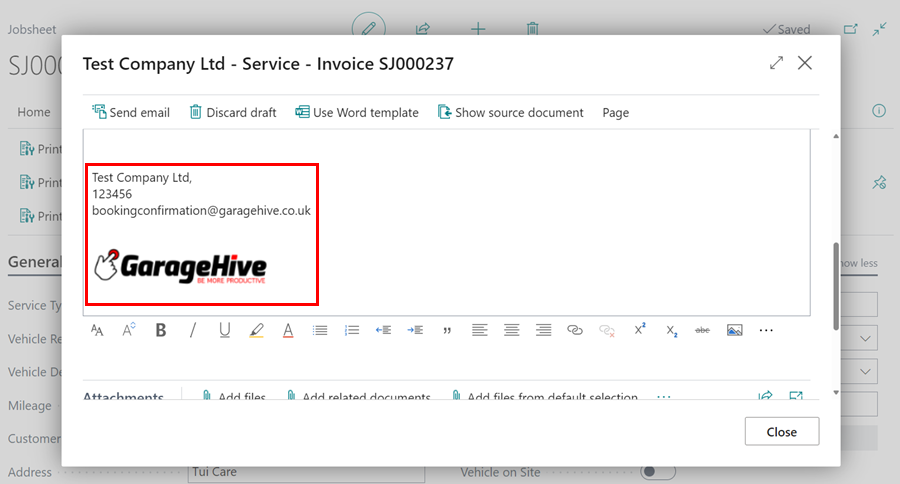 Jobsheet
Saved
SJ000
Test Company Ltd - Service - Invoice SJ000237
Home
Send email
Discard draft
Use Word template
Show source document
Page
Print
Print
Print
Test Company Ltd,
123456
bookingconfirmation@garagehive.co.uk
GarageHive
BE MORE PRODUCTIVE
General
how less
Service Ty
Vehicle Re
Vehicle De
Mileage
Customer
Attachments
Add files
Add related documents
Add files from default selection
Close
Address
Tui Care
Vehicle on Site